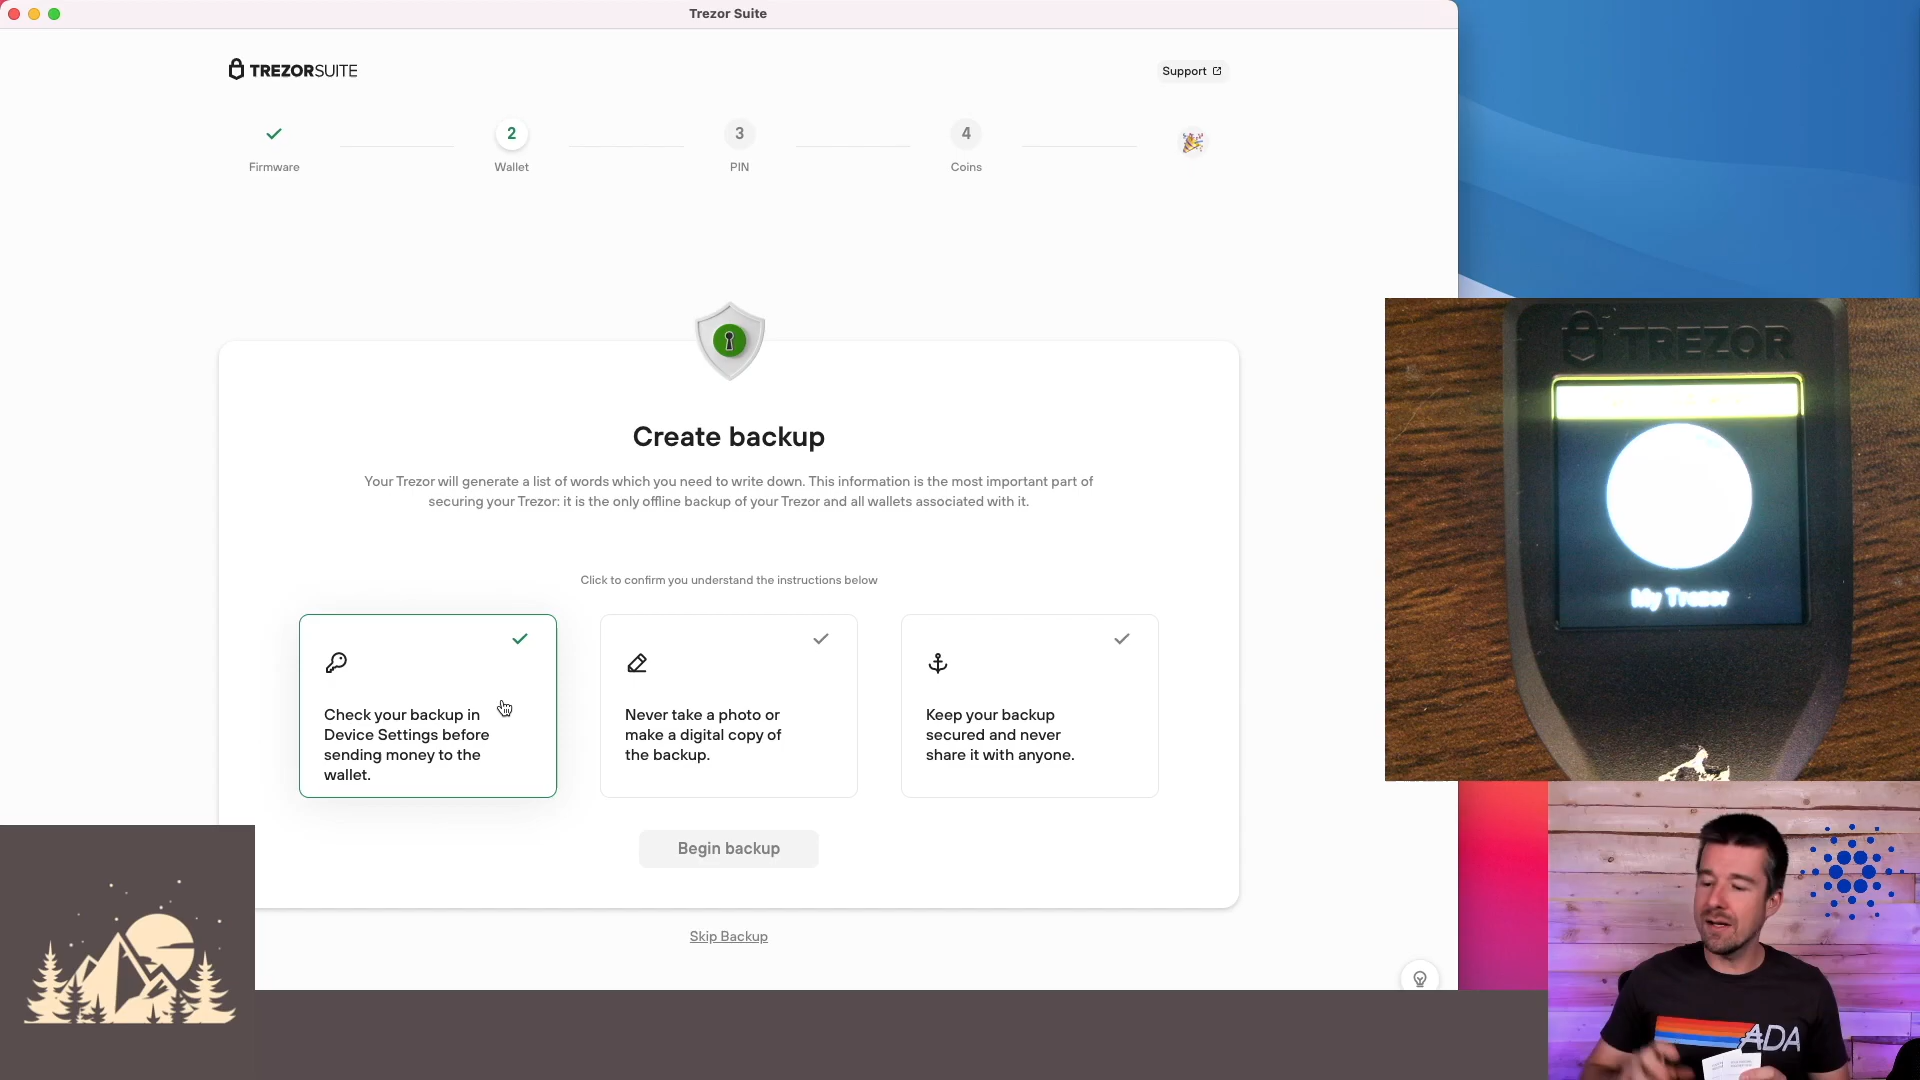 Trezor Suite
TREZORSUITE
Support
2
3
4
Firmware
Wallet
PIN
Coins
Create backup
Your Trezor will generate a list of words which you need to write down. This information is the most important part of
securing your Trezor: it is the only offline backup of your Trezor and all wallets associated with it.
Click to confirm you understand the instructions below
Check your backup in
Device Settings before
sending money to the
wallet.
Never take a photo or
make a digital copy of
the backup.
Keep your backup
secured and never
share it with anyone.
Begin backup
Skip Backup
TREZOR
My Trezor
ADA